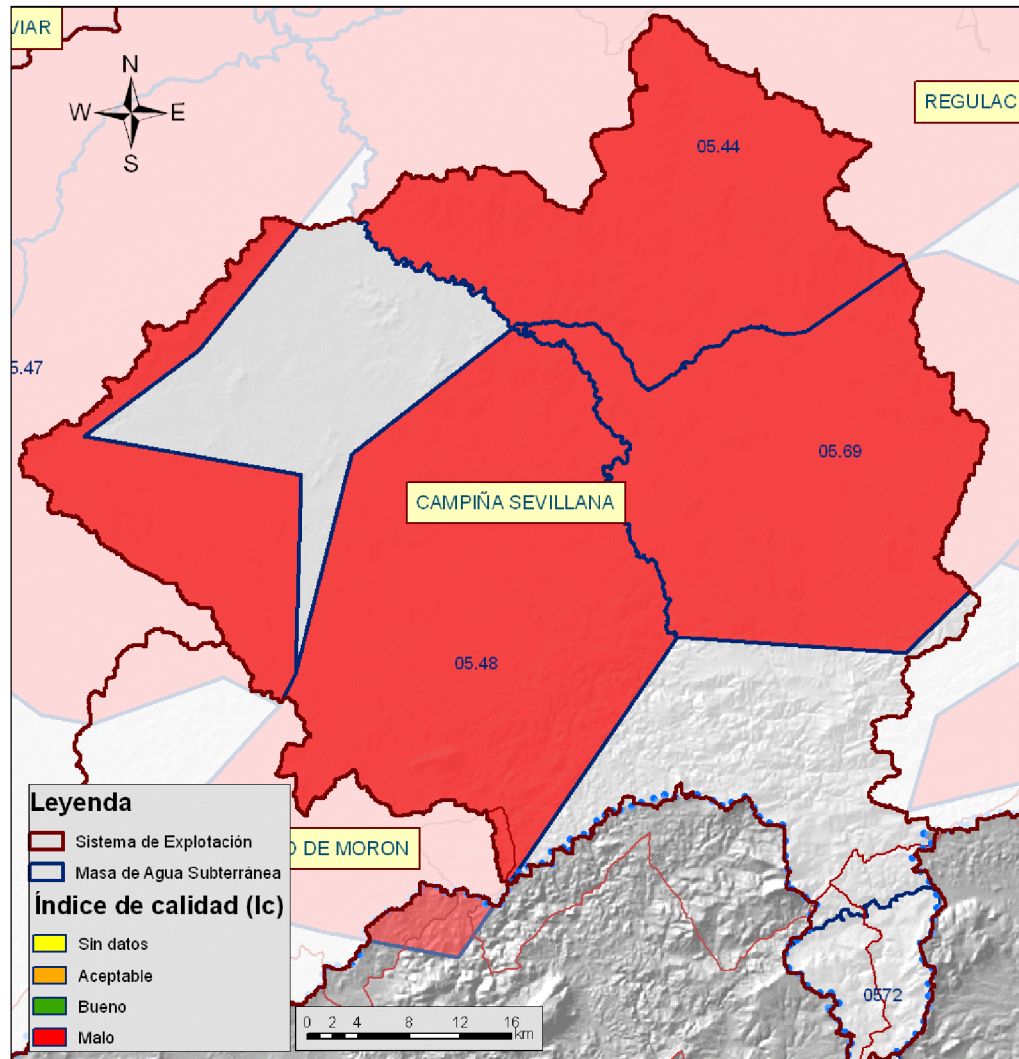 VIAR
N
W
E
S
REGULAC
05.44
5.47
05.69
CAMPIÑA SEVILLANA
05.48
O DE MORON
0572
Leyenda
Sistema de Explotación
Masa de Agua Subterránea
Índice de calidad (Ic)
Sin datos
Aceptable
Bueno
Malo
0 2 4 8 12 16
km